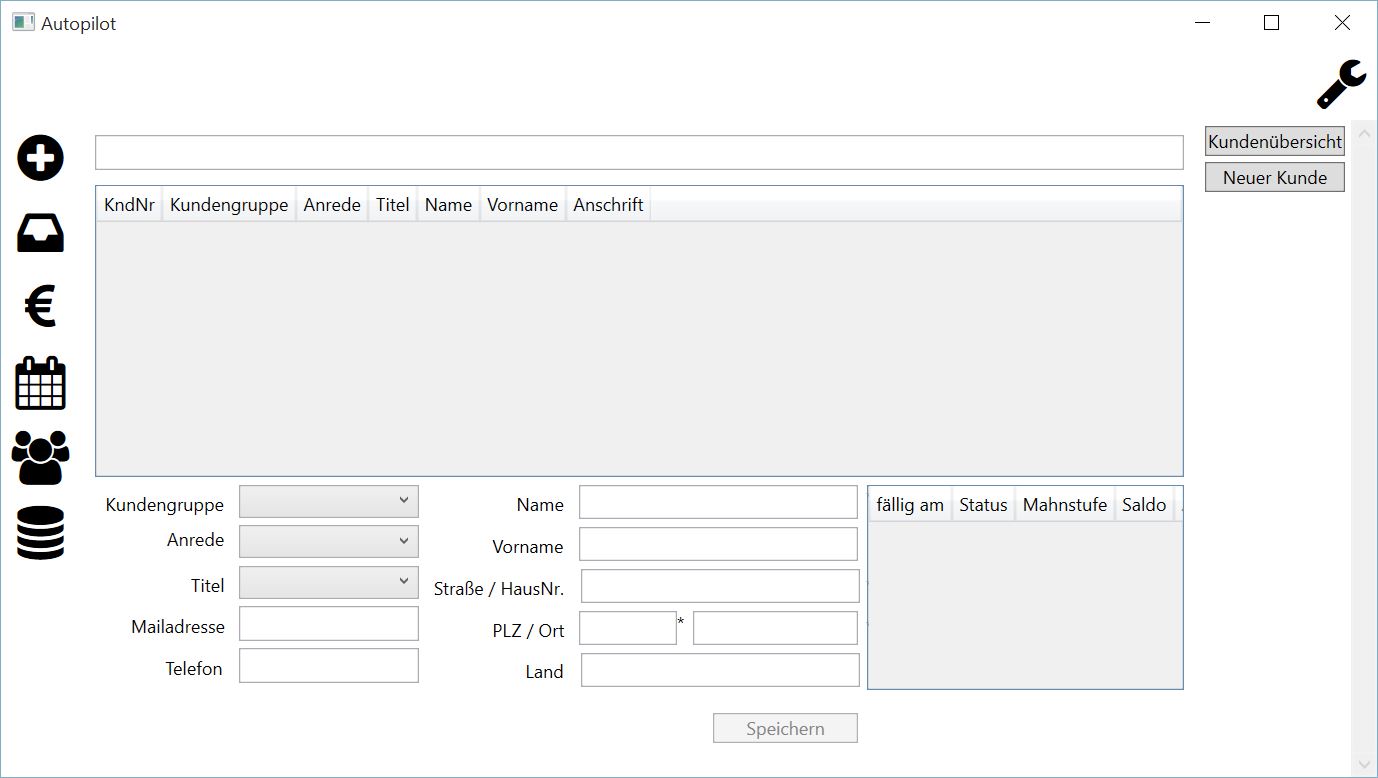 Autopilot
Kundenübersicht
Neuer Kunde
KndNr Kundengruppe Anrede Titel Name Vorname Anschrift
Kundengruppe
Anrede
Titel
Mailadresse
Telefon
Name
Vorname
Straße / HausNr.
PLZ / Ort *
Land
fällig am Status Mahnstufe Saldo
Speichern